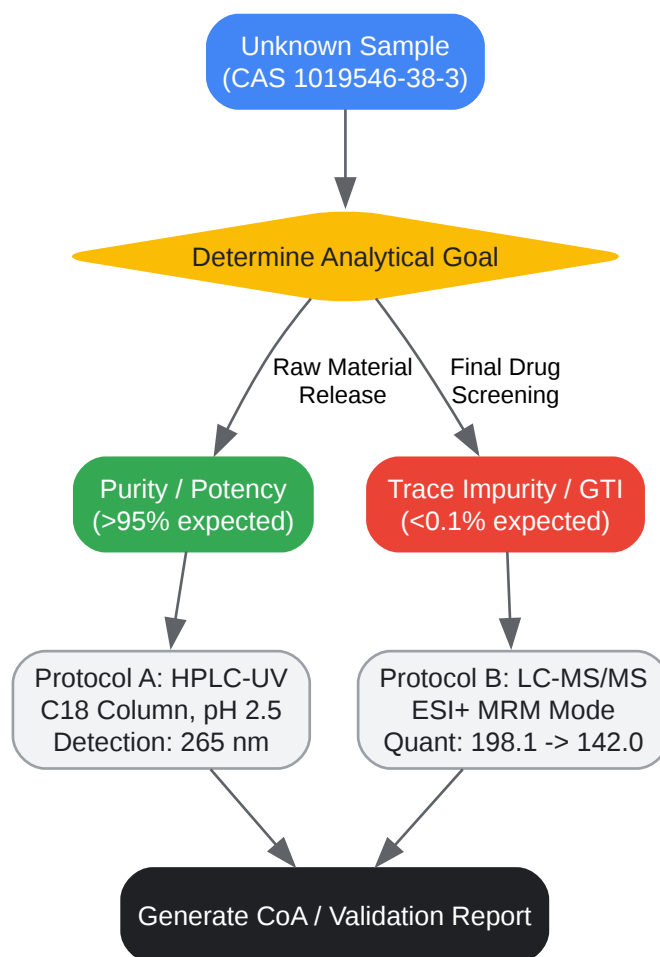 Unknown Sample
(CAS 1019546-38-3)
Determine Analytical Goal
Raw Material
Release
Final Drug
Screening
Purity / Potency
(>95% expected)
Trace Impurity / GTI
(<0.1% expected)
Protocol A: HPLC-UV
C18 Column, pH 2.5
Detection: 265 nm
Protocol B: LC-MS/MS
ESI+ MRM Mode
Quant: 198.1 -> 142.0
Generate CoA / Validation Report